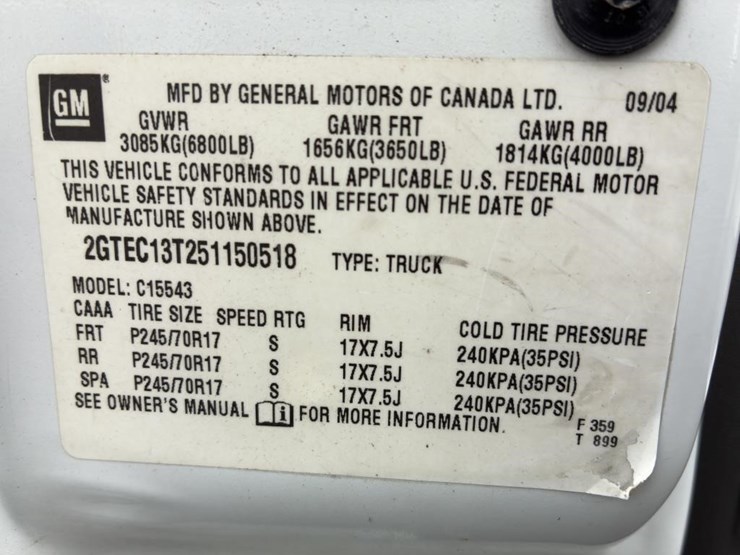 GM ®
MFD BY GENERAL MOTORS OF CANADA LTD. 09/04
GVWR GAWR FRT GAWR RR
3085KG(6800LB) 1656KG(3650LB) 1814KG(4000LB)
THIS VEHICLE CONFORMS TO ALL APPLICABLE U.S. FEDERAL MOTOR
VEHICLE SAFETY STANDARDS IN EFFECT ON THE DATE OF
MANUFACTURE SHOWN ABOVE.
2GTEC13T251150518 TYPE: TRUCK
MODEL: C15543
CAAA TIRE SIZE SPEED RTG RIM COLD TIRE PRESSURE
FRT P245/70R17 S 17X7.5J 240KPA(35PSI)
RR P245/70R17 S 17X7.5J 240KPA(35PSI)
SPA P245/70R17 S 17X7.5J 240KPA(35PSI)
SEE OWNER'S MANUAL i FOR MORE INFORMATION.
F 359
T 899